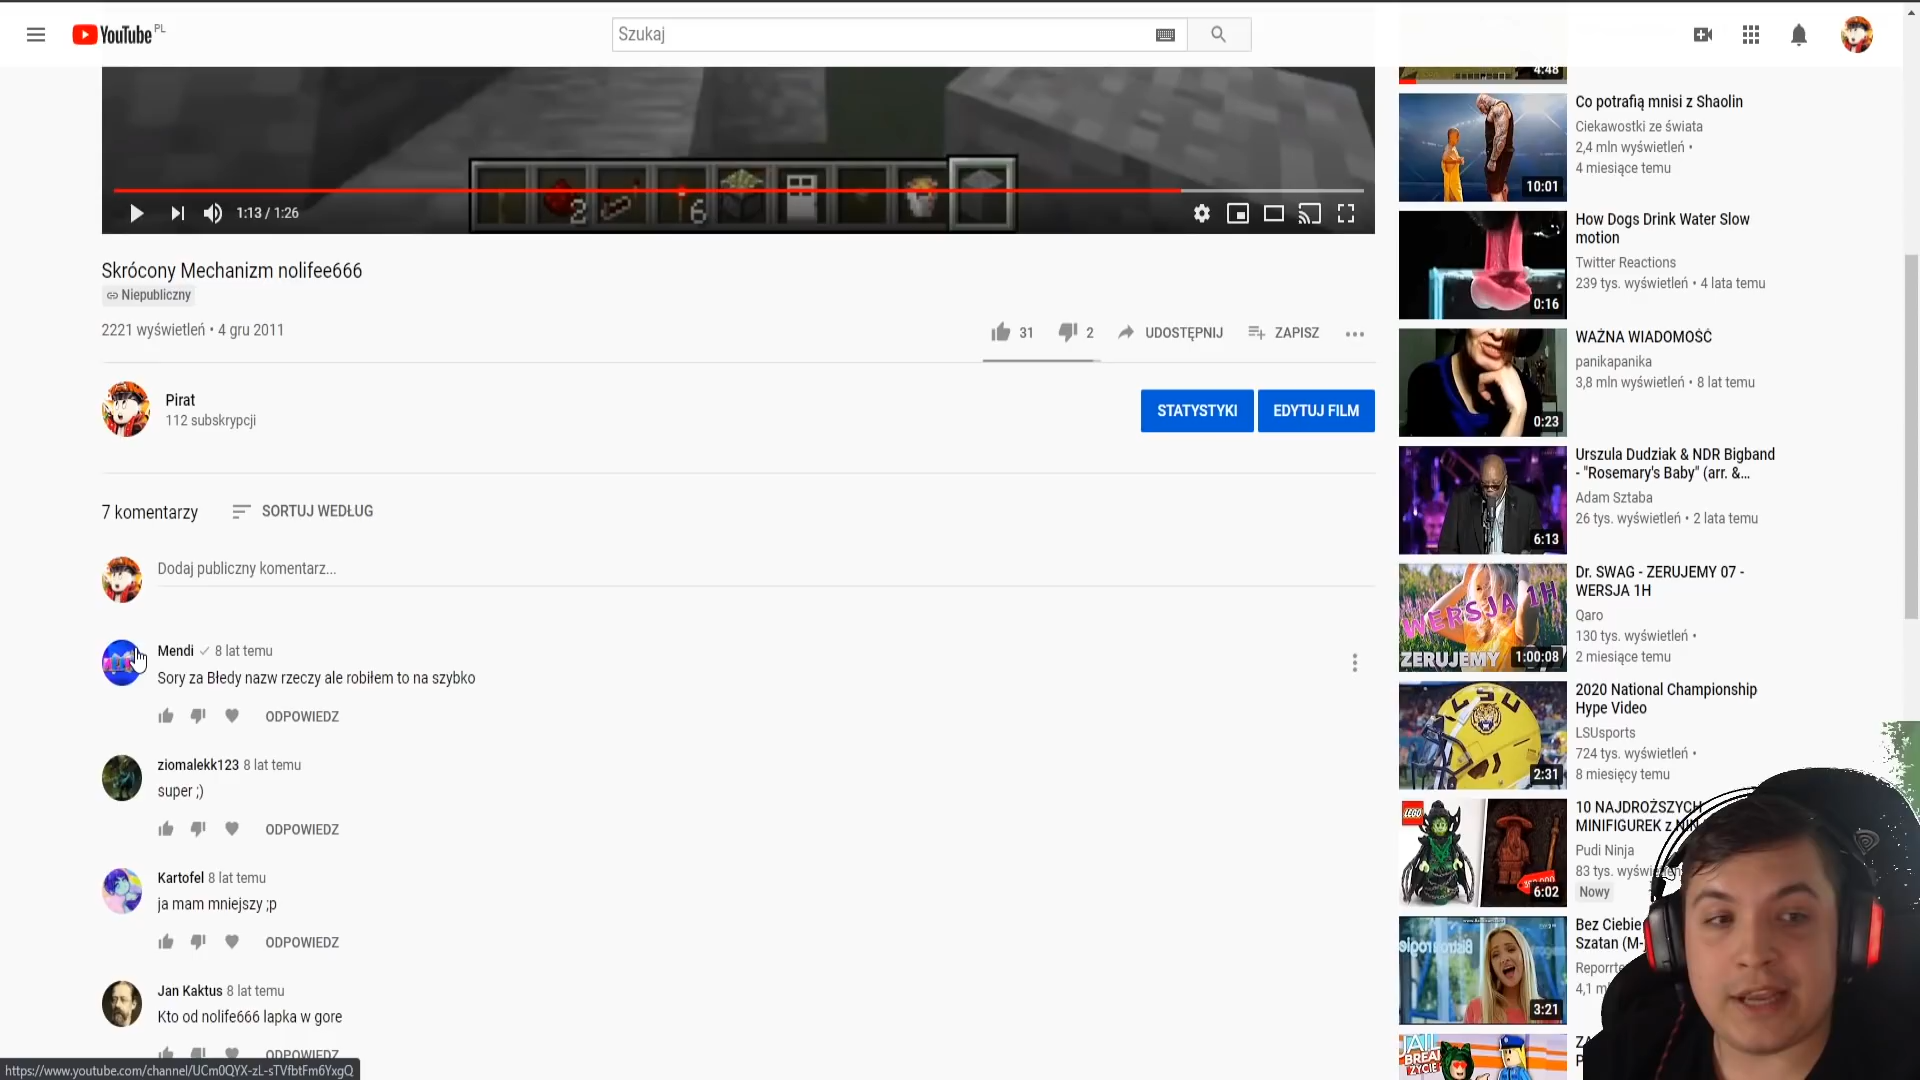 YouTube PL
Szukaj
2
6
1:13 / 1:26
Skrócony Mechanizm nolifee666
Niepubliczny
2221 wyświetleń • 4 gru 2011
31
2
UDOSTĘPNIJ
ZAPISZ
Pirat
112 subskrypcji
STATYSTYKI
EDYTUJ FILM
7 komentarzy
SORTUJ WEDŁUG
Dodaj publiczny komentarz...
Mendi 8 lat temu
Sory za Błedy nazw rzeczy ale robiłem to na szybko
ODPOWIEDZ
ziomalekk123 8 lat temu
super ;)
ODPOWIEDZ
Kartofel 8 lat temu
ja mam mniejszy ;p
ODPOWIEDZ
Jan Kaktus 8 lat temu
Kto od nolife666 lapka w gore
ODPOWIEDZ
https://www.youtube.com/channel/UCm0QYX-zL-sTVfbtFm6YxgQ
4:48
10:01
Co potrafią mnisi z Shaolin
Ciekawostki ze świata
2,4 mln wyświetleń •
4 miesiące temu
0:16
How Dogs Drink Water Slow
motion
Twitter Reactions
239 tys. wyświetleń • 4 lata temu
0:23
WAŻNA WIADOMOŚĆ
panikapanika
3,8 mln wyświetleń • 8 lat temu
6:13
Urszula Dudziak & NDR Bigband
- "Rosemary's Baby" (arr. &...
Adam Sztaba
26 tys. wyświetleń • 2 lata temu
WERSJA 1H
ZERUJEMY
1:00:08
Dr. SWAG - ZERUJEMY 07 -
WERSJA 1H
Qaro
130 tys. wyświetleń •
2 miesiące temu
LSU
2:31
2020 National Championship
Hype Video
LSUsports
724 tys. wyświetleń •
8 miesięcy temu
LEGO
6:02
10 NAJDROŻSZYCH
MINIFIGUREK z NIN
Pudi Ninja
83 tys.
Nowy
3:21
Bez Ciebie
Szatan (M-
4,1
JAIL
BREAK
ŻYCIE